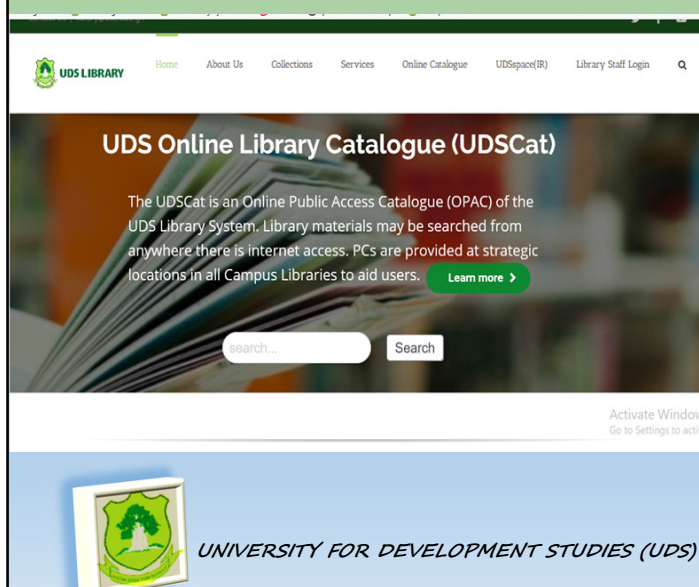 UDS LIBRARY
Home About Us Collections Services Online Catalogue UDSspace(IR) Library Staff Login
UDS Online Library Catalogue (UDSCat)
The UDSCat is an Online Public Access Catalogue (OPAC) of the
UDS Library System. Library materials may be searched from
anywhere there is internet access. PCs are provided at strategic
locations in all Campus Libraries to aid users. Learn more
search... Search
Activate Window
Go to Settings to acti
UNIVERSITY FOR DEVELOPMENT STUDIES (UDS)